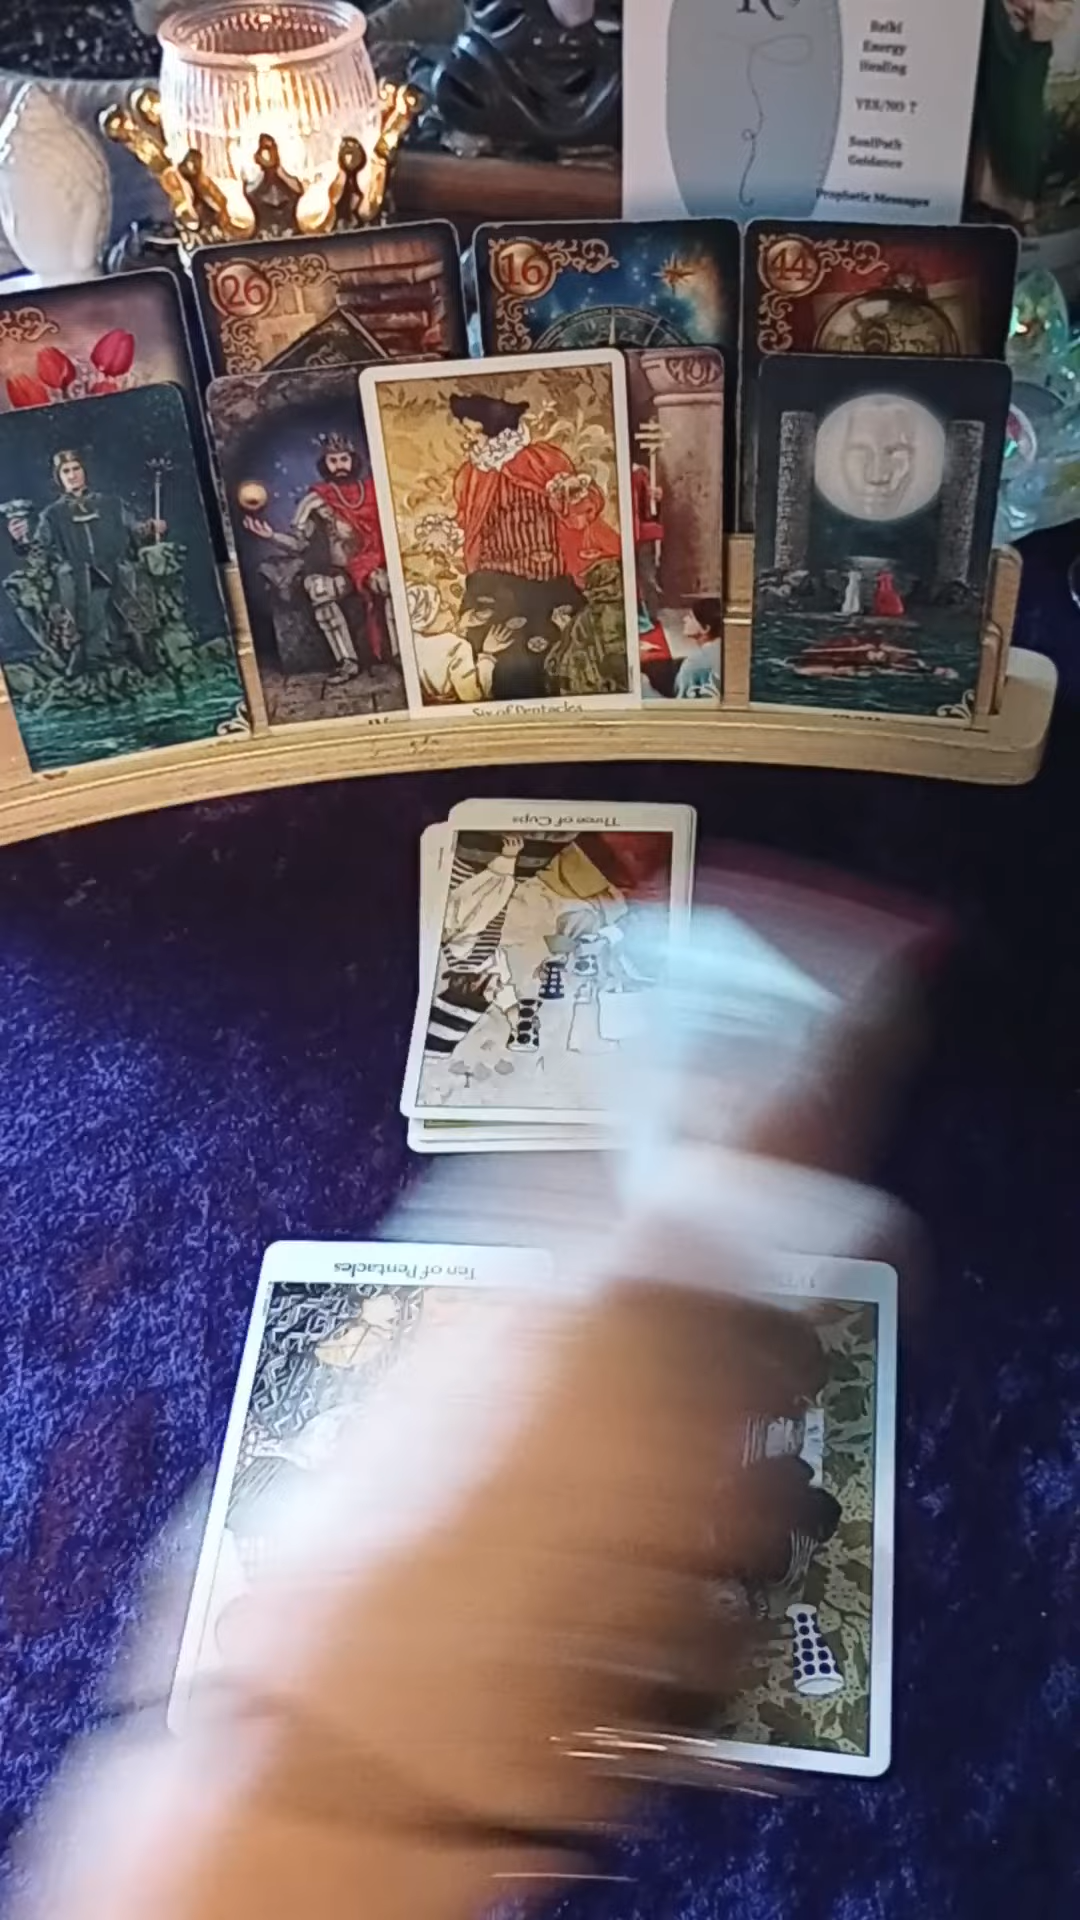 Reiki
Energy
Healing
YES/NO ?
SoulPath
Guidance
Prophetic Messages
26
16
44
Six of Pentacles
Three of Cups
Ten of Pentacles